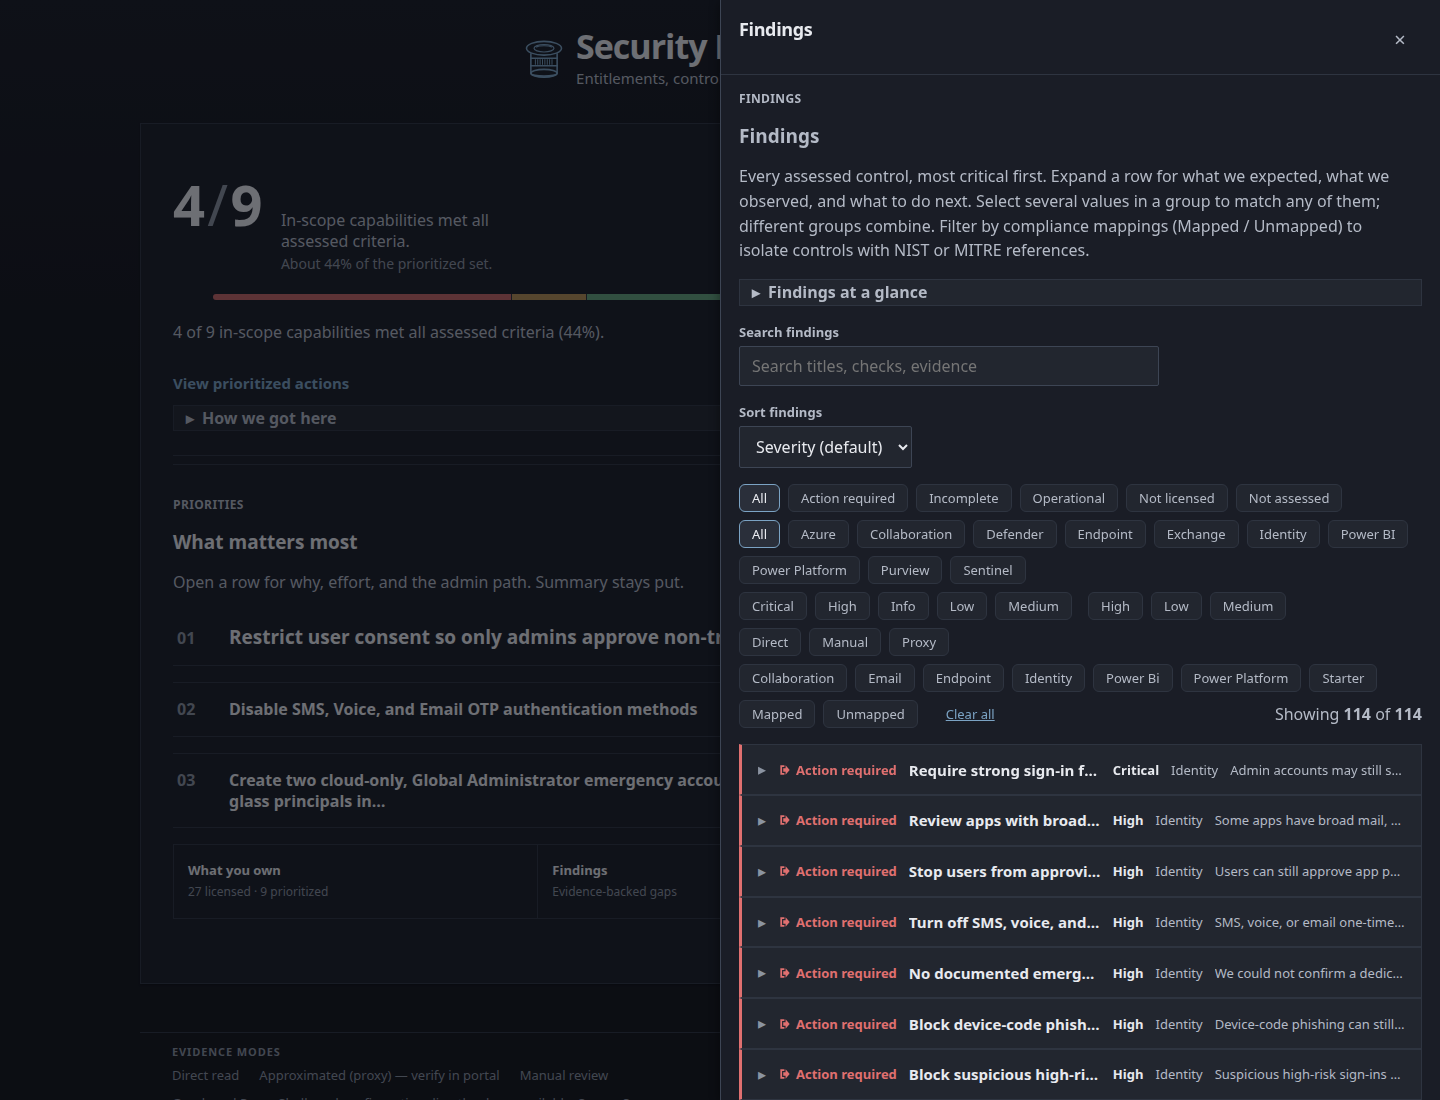 Security
Entitlements, contro
4/9
In-scope capabilities met all
assessed criteria.
About 44% of the prioritized set.
4 of 9 in-scope capabilities met all assessed criteria (44%).
View prioritized actions
▶ How we got here
PRIORITIES
What matters most
Open a row for why, effort, and the admin path. Summary stays put.
01 Restrict user consent so only admins approve non-tr
02 Disable SMS, Voice, and Email OTP authentication methods
03 Create two cloud-only, Global Administrator emergency accou
glass principals in...
What you own
27 licensed · 9 prioritized
Findings
Evidence-backed gaps
EVIDENCE MODES
Direct read Approximated (proxy) — verify in portal Manual review
Findings
×
FINDINGS
Findings
Every assessed control, most critical first. Expand a row for what we expected, what we
observed, and what to do next. Select several values in a group to match any of them;
different groups combine. Filter by compliance mappings (Mapped / Unmapped) to
isolate controls with NIST or MITRE references.
▶ Findings at a glance
Search findings
Search titles, checks, evidence
Sort findings
Severity (default)
All Action required Incomplete Operational Not licensed Not assessed
All Azure Collaboration Defender Endpoint Exchange Identity Power BI
Power Platform Purview Sentinel
Critical High Info Low Medium High Low Medium
Direct Manual Proxy
Collaboration Email Endpoint Identity Power Bi Power Platform Starter
Mapped Unmapped Clear all Showing 114 of 114
▶ Action required Require strong sign-in f... Critical Identity Admin accounts may still s...
▶ Action required Review apps with broad... High Identity Some apps have broad mail, ...
▶ Action required Stop users from approvi... High Identity Users can still approve app p...
▶ Action required Turn off SMS, voice, and... High Identity SMS, voice, or email one-time...
▶ Action required No documented emerg... High Identity We could not confirm a dedic...
▶ Action required Block device-code phish... High Identity Device-code phishing can still...
▶ Action required Block suspicious high-ri... High Identity Suspicious high-risk sign-ins ...